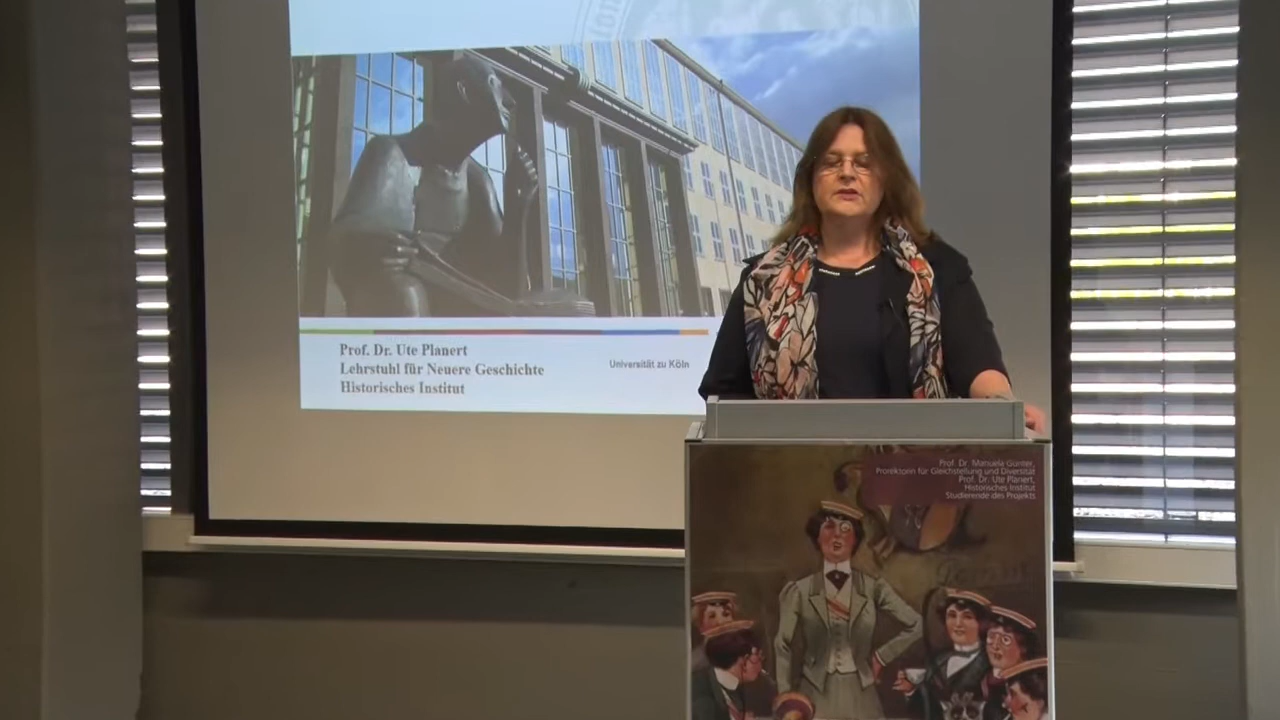 Prof. Dr. Ute Planert
Lehrstuhl für Neuere Geschichte
Historisches Institut
Universität zu Köln
Prof. Dr. Manuela Günter,
Prorektorin für Gleichstellung und Diversität
Prof. Dr. Ute Planert,
Historisches Institut
Studierende des Projekts